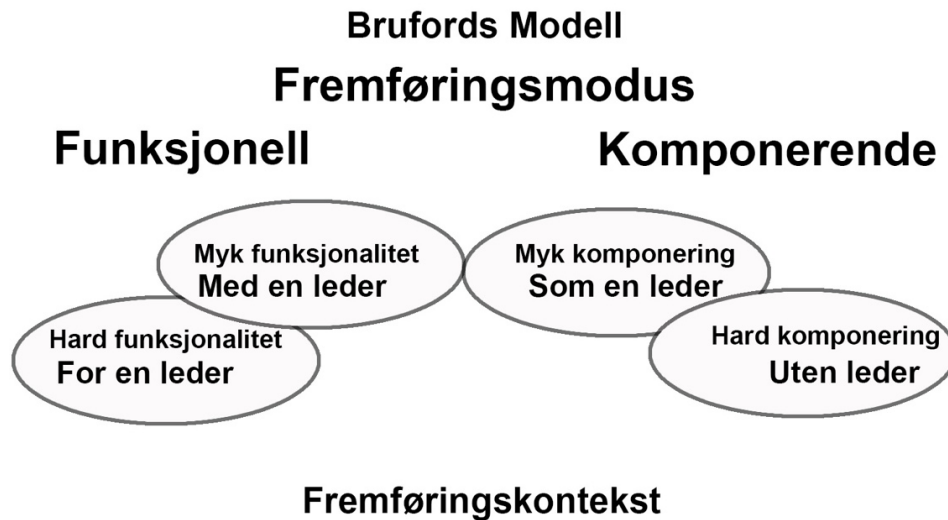 Brufords Modell
Fremføringsmodus
Funksjonell
Komponerende
Myk funksjonalitet
Med en leder
Myk komponering
Som en leder
Hard funksjonalitet
For en leder
Hard komponering
Uten leder
Fremføringskontekst